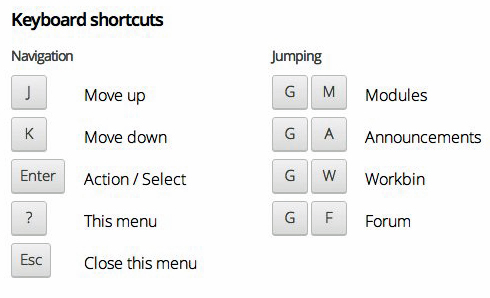 Keyboard shortcuts
Navigation
J Move up
K Move down
Enter Action / Select
? This menu
Esc Close this menu
Jumping
G M Modules
G A Announcements
G W Workbin
G F Forum